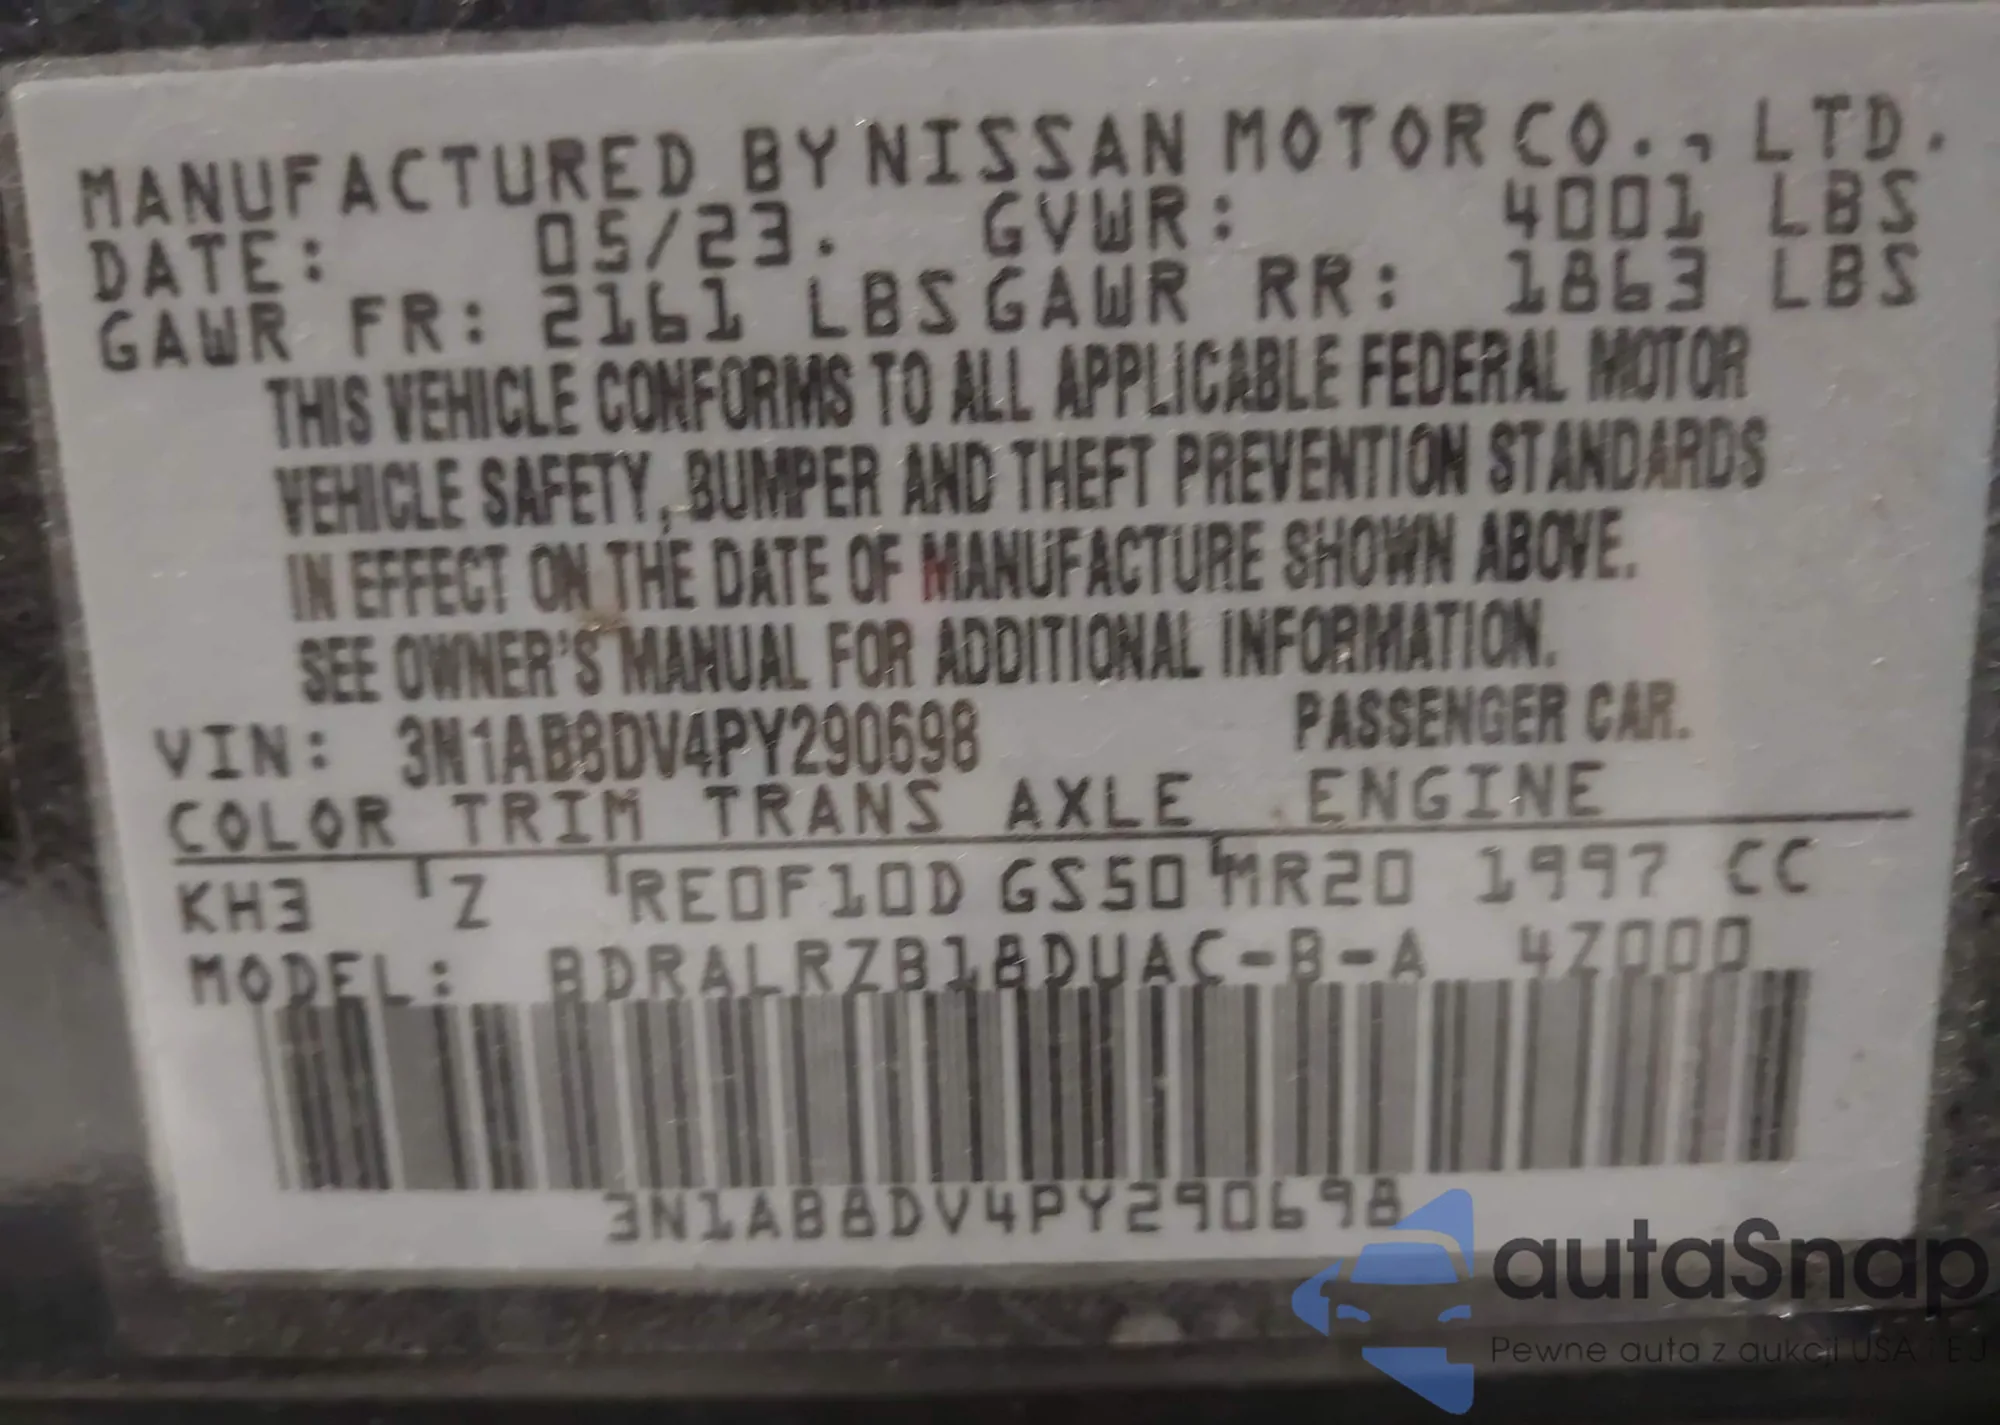 MANUFACTURED BY NISSAN MOTOR CO., LTD.
DATE: 05/23. GVWR: 4001 LBS
GAWR FR: 2161 LBS GAWR RR: 1863 LBS
THIS VEHICLE CONFORMS TO ALL APPLICABLE FEDERAL MOTOR
VEHICLE SAFETY, BUMPER AND THEFT PREVENTION STANDARDS
IN EFFECT ON THE DATE OF MANUFACTURE SHOWN ABOVE.
SEE OWNER'S MANUAL FOR ADDITIONAL INFORMATION.
VIN: 3N1AB8DV4PY290698 PASSENGER CAR.
COLOR TRIM TRANS AXLE ENGINE
KH3 Z RE0F10D GS50 MR20 1997 CC
MODEL: BDRALRZB18DUAC-B-A 4Z000
3N1AB8DV4PY290698
autaSnap
Pewne auta z aukcji USA i EU